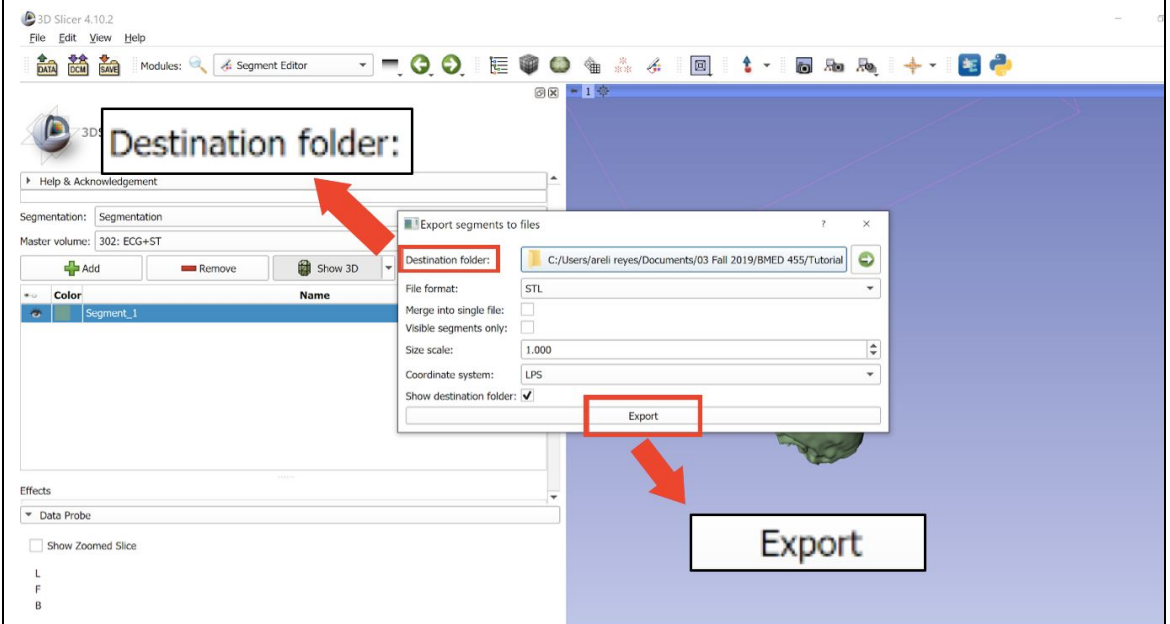 3D Slicer 4.10.2
File Edit View Help
DATA DCM SAVE Modules: Segment Editor
1
3DS
Destination folder:
Help & Acknowledgement
Segmentation: Segmentation
Master volume: 302: ECG+ST
Add Remove Show 3D
Color Name
Segment_1
Export segments to files ? ×
Destination folder: C:/Users/areli reyes/Documents/03 Fall 2019/BMED 455/Tutorial
File format: STL
Merge into single file:
Visible segments only:
Size scale: 1.000
Coordinate system: LPS
Show destination folder:
Export
Export
Effects
Data Probe
Show Zoomed Slice
L
F
B